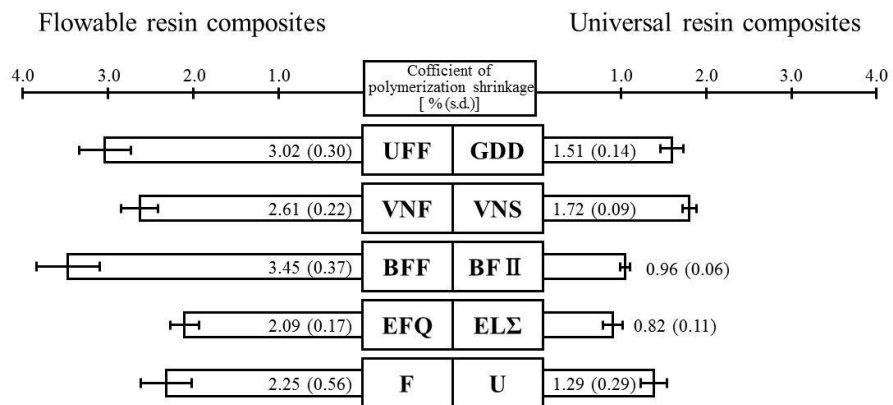 Flowable resin composites
Universal resin composites
4.0 3.0 2.0 1.0
Cofficient of
polymerization shrinkage
[ % (s.d.)]
1.0 2.0 3.0 4.0
3.02 (0.30) UFF GDD 1.51 (0.14)
2.61 (0.22) VNF VNS 1.72 (0.09)
3.45 (0.37) BFF BFⅡ 0.96 (0.06)
2.09 (0.17) EFQ ELΣ 0.82 (0.11)
2.25 (0.56) F U 1.29 (0.29)